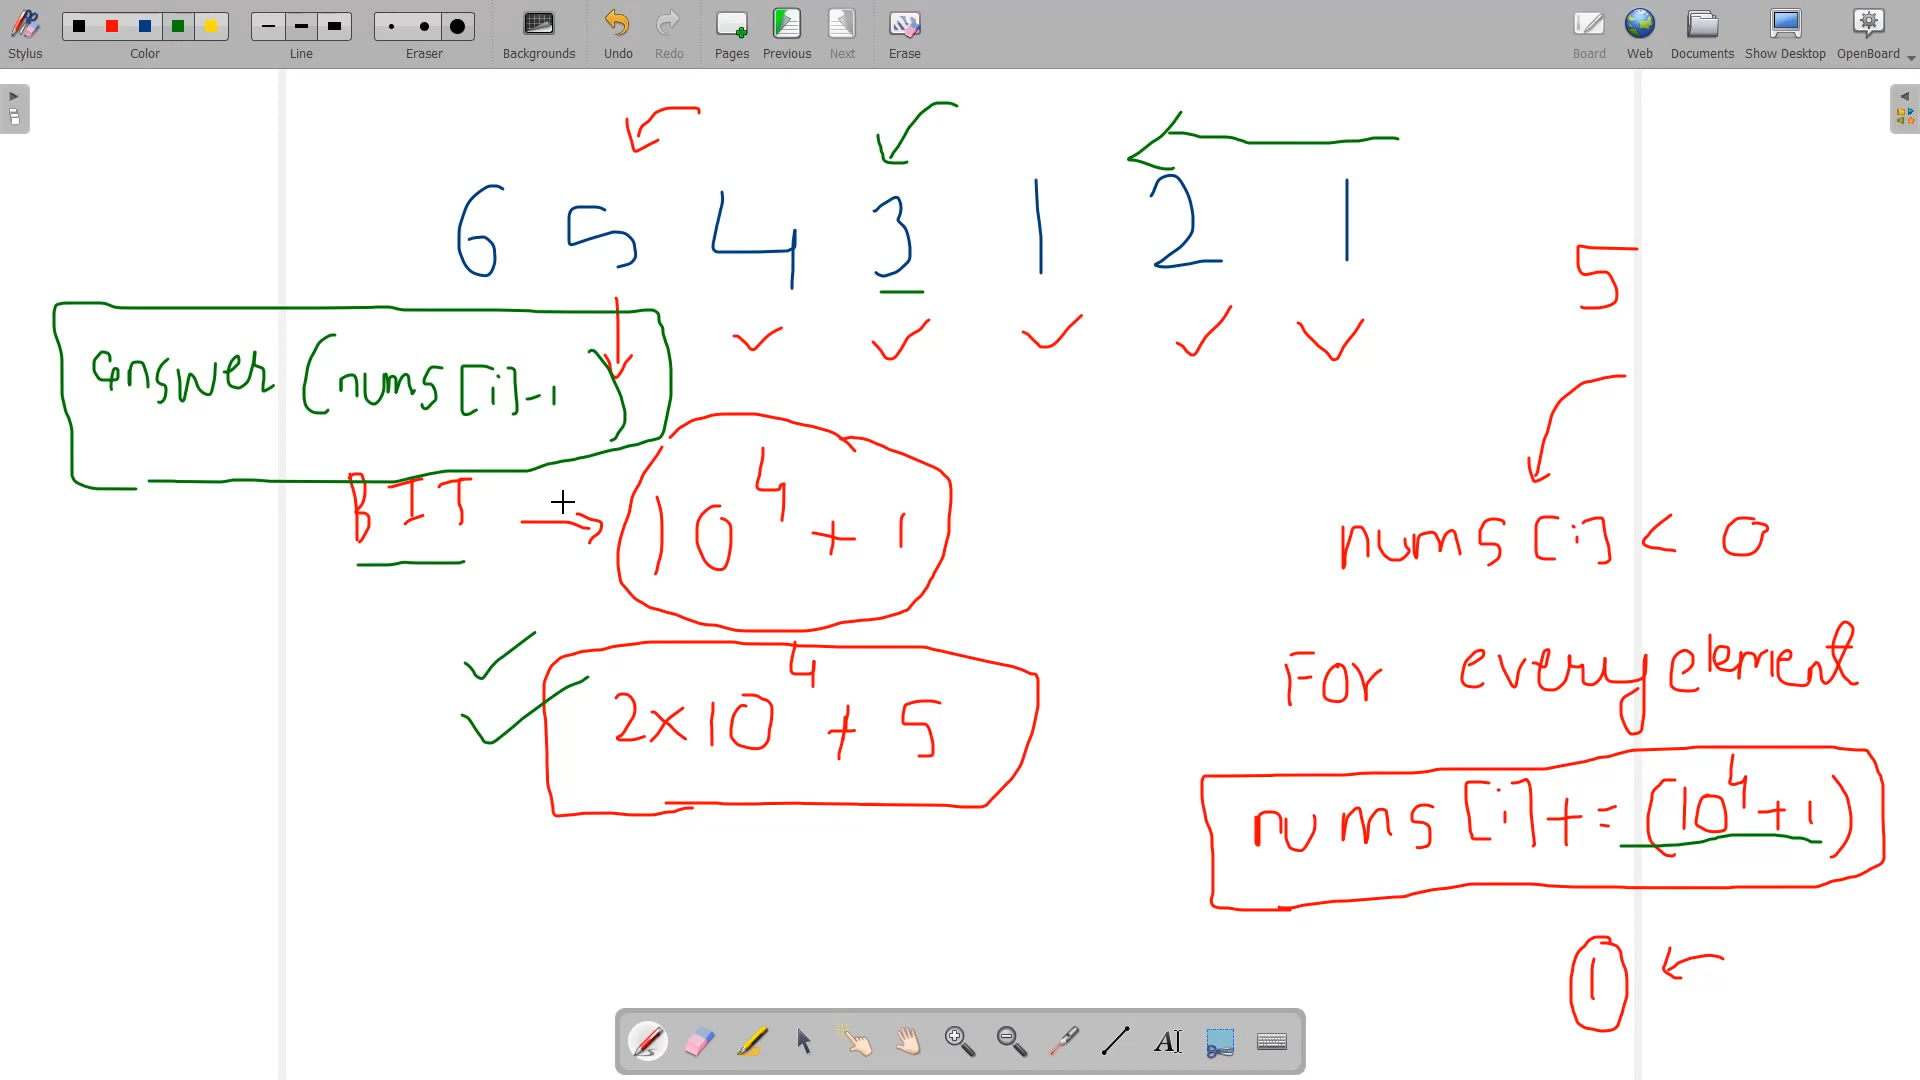 Stylus Color Line Eraser Backgrounds Undo Redo Pages Previous Next Erase Board Web Documents Show Desktop OpenBoard
6 5 4 3 1 2 1
5
answer (nums[i]-1)
BIT → 10^4 + 1
nums[i] < 0
2×10^4 + 5
For every element
nums[i] += (10^4+1)
1